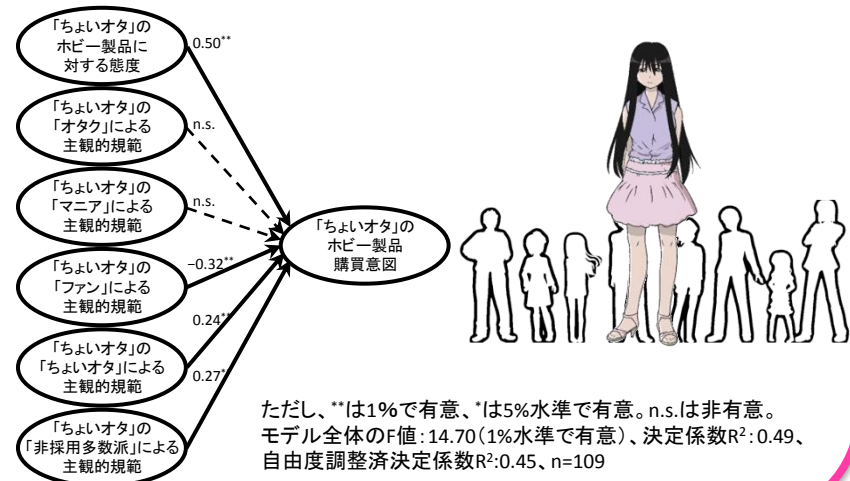 「ちょいオタ」の
ホビー製品に
対する態度
0.50**
「ちょいオタ」の
「オタク」による
主観的規範
n.s.
「ちょいオタ」の
「マニア」による
主観的規範
n.s.
「ちょいオタ」の
ホビー製品
購買意図
「ちょいオタ」の
「ファン」による
主観的規範
−0.32**
「ちょいオタ」の
「ちょいオタ」による
主観的規範
0.24**
「ちょいオタ」の
「非採用多数派」による
主観的規範
0.27*
ただし、**は1%で有意、*は5%水準で有意。n.s.は非有意。
モデル全体のF値:14.70(1%水準で有意)、決定係数R²:0.49、
自由度調整済決定係数R²:0.45、n=109